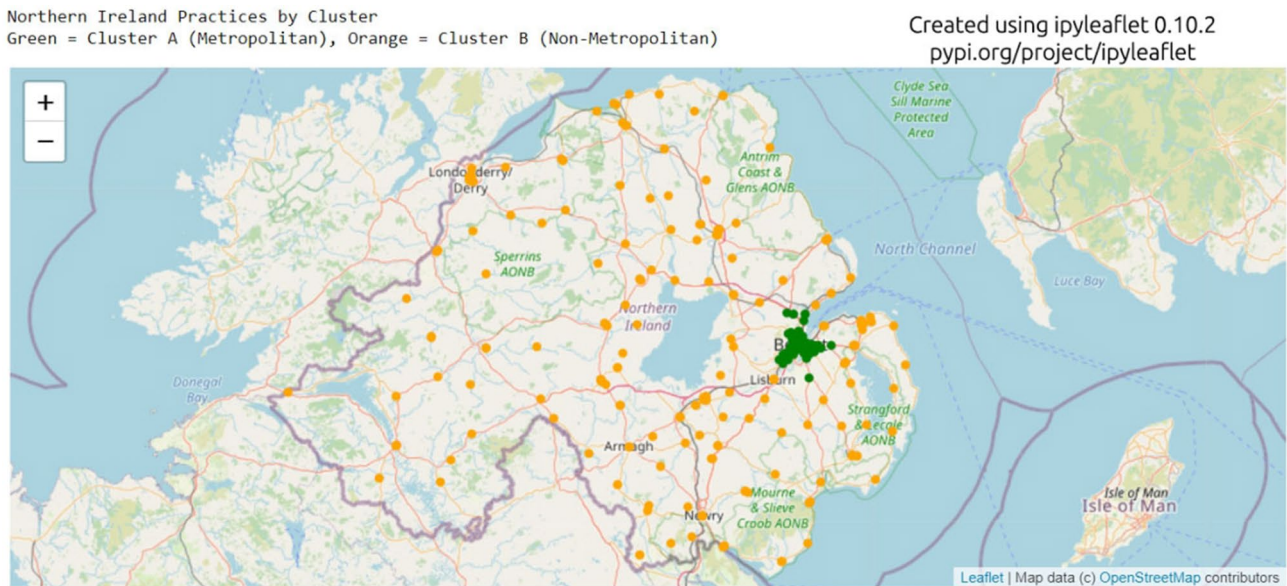 Northern Ireland Practices by Cluster
Green = Cluster A (Metropolitan), Orange = Cluster B (Non-Metropolitan)
Created using ipyleaflet 0.10.2
pypi.org/project/ipyleaflet
+
−
Clyde Sea
Sill Marine
Protected
Area
Londonderry/
Derry
Antrim
Coast &
Glens AONB
North Channel
Luce Bay
Sperrins
AONB
Northern
Ireland
Donegal
Bay
Lisburn
Strangford
& Lecale
AONB
Armagh
Mourne
& Slieve
Croob AONB
Newry
Isle of Man
Isle of Man
Leaflet | Map data (c) OpenStreetMap contributors